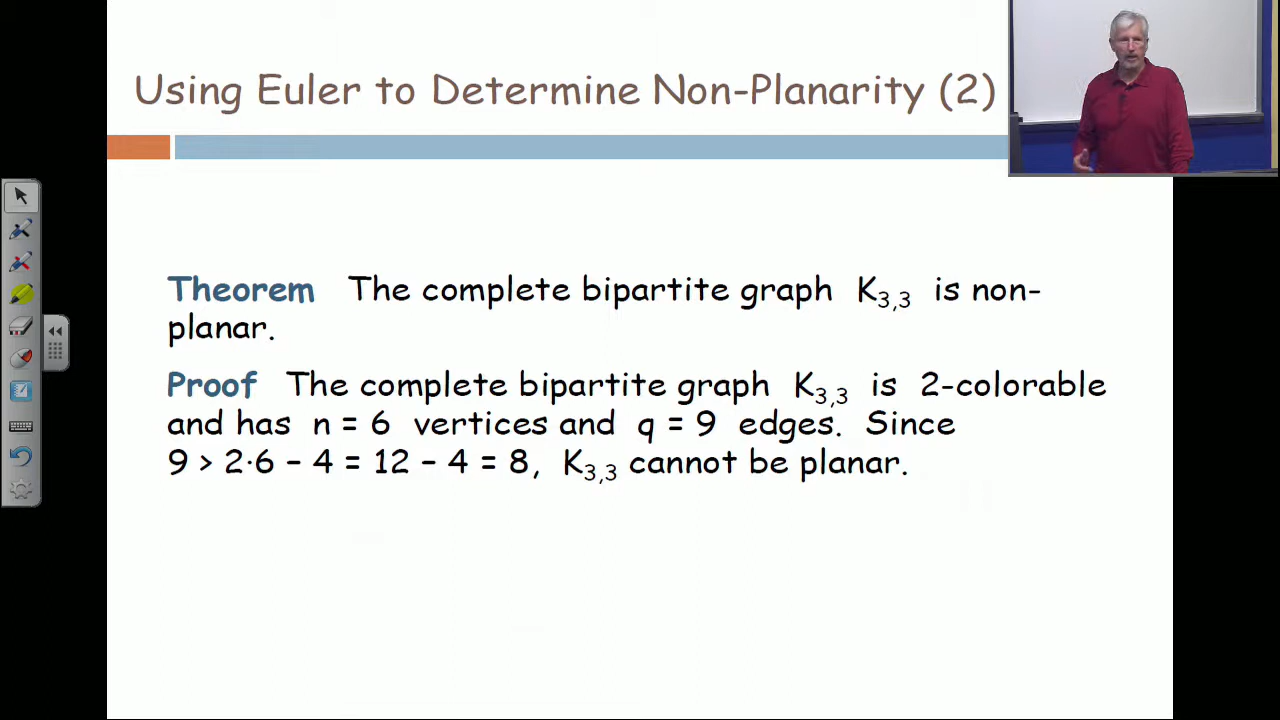 Using Euler to Determine Non-Planarity (2)
Theorem The complete bipartite graph K₃,₃ is non-
planar.
Proof The complete bipartite graph K₃,₃ is 2-colorable
and has n = 6 vertices and q = 9 edges. Since
9 > 2·6 – 4 = 12 – 4 = 8, K₃,₃ cannot be planar.